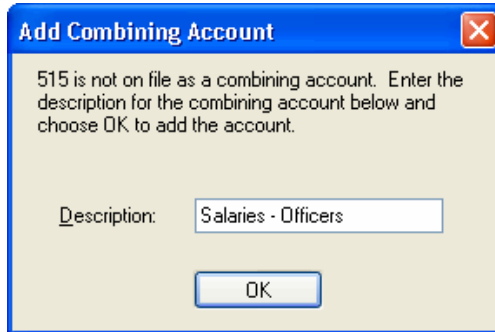 Add Combining Account
515 is not on file as a combining account.  Enter the
description for the combining account below and
choose OK to add the account.
Description: Salaries - Officers
OK